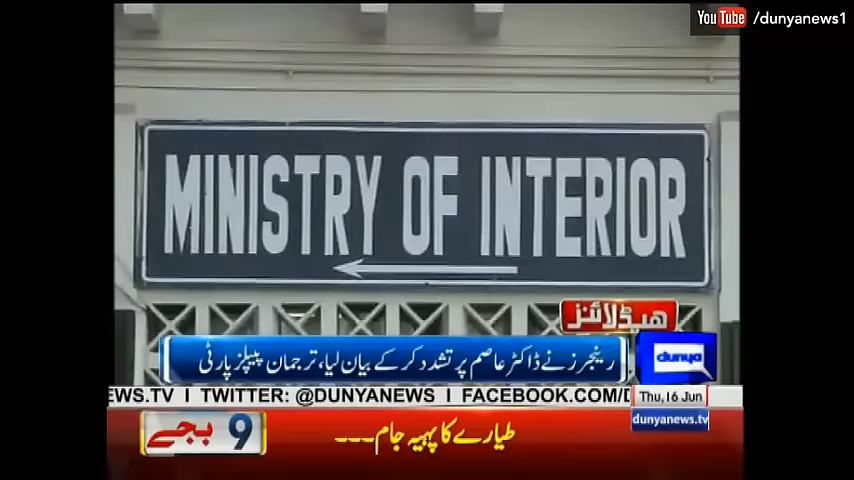 YouTube /dunyanews1
MINISTRY OF INTERIOR
ہیڈلائنز
رینجرز نے ڈاکٹر عاصم پر تشدد کر کے بیان لیا، ترجمان پیپلز پارٹی
dunya
EWS.TV I TWITTER: @DUNYANEWS I FACEBOOK.COM/D
Thu,16 Jun
dunyanews.tv
9 بجے
طیارے کا پہیہ جام۔۔۔